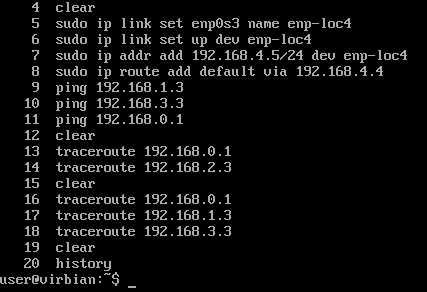 4 clear
5 sudo ip link set enp0s3 name enp-loc4
6 sudo ip link set up dev enp-loc4
7 sudo ip addr add 192.168.4.5/24 dev enp-loc4
8 sudo ip route add default via 192.168.4.4
9 ping 192.168.1.3
10 ping 192.168.3.3
11 ping 192.168.0.1
12 clear
13 traceroute 192.168.0.1
14 traceroute 192.168.2.3
15 clear
16 traceroute 192.168.0.1
17 traceroute 192.168.1.3
18 traceroute 192.168.3.3
19 clear
20 history
user@virbian:~$ _